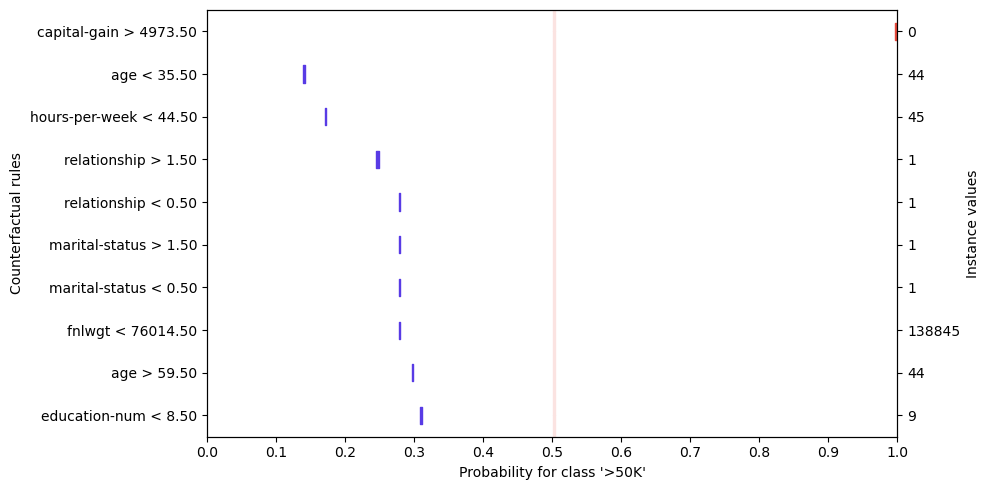 Counterfactual rules
capital-gain > 4973.50
0
age < 35.50
44
hours-per-week < 44.50
45
relationship > 1.50
1
relationship < 0.50
1
marital-status > 1.50
1
marital-status < 0.50
1
fnlwgt < 76014.50
138845
age > 59.50
44
education-num < 8.50
9
Instance values
0.0 0.1 0.2 0.3 0.4 0.5 0.6 0.7 0.8 0.9 1.0
Probability for class '>50K'